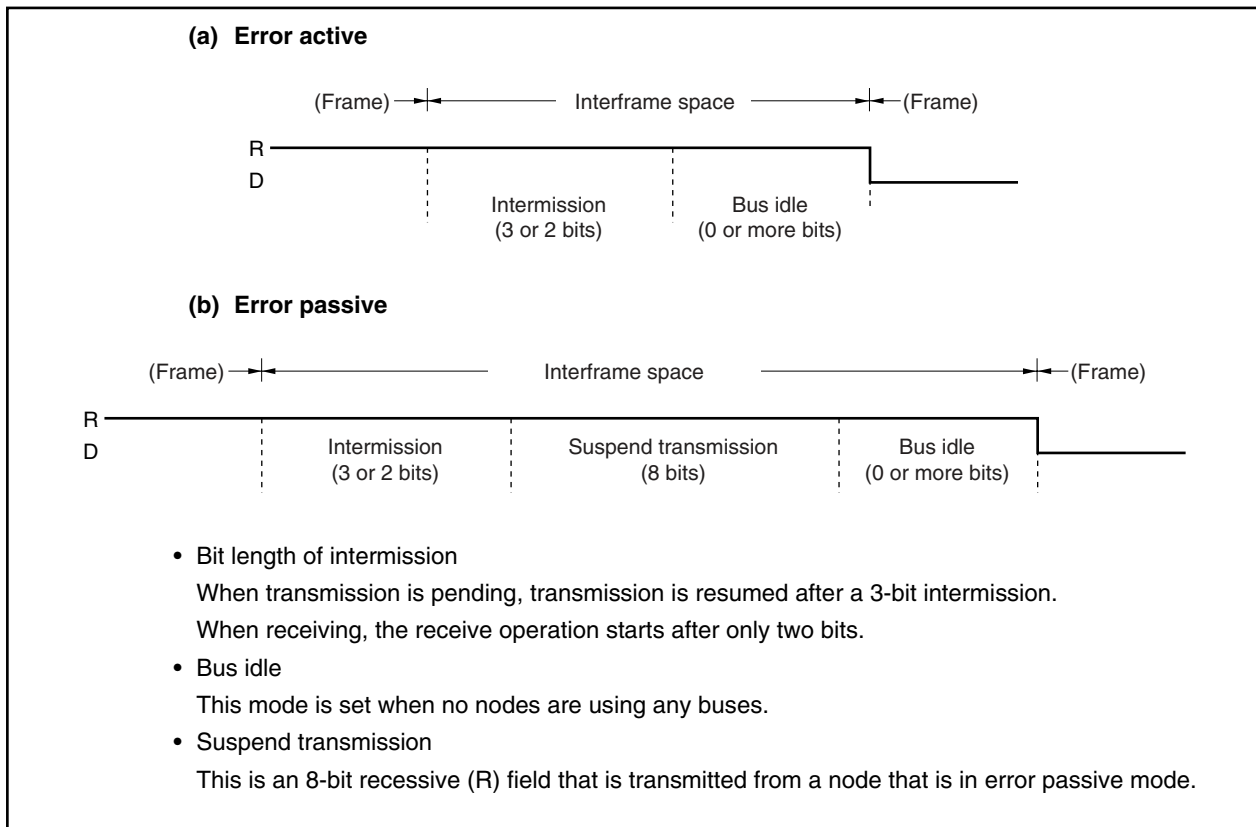 (a) Error active
(Frame) Interframe space (Frame)
R
D
Intermission
(3 or 2 bits)
Bus idle
(0 or more bits)
(b) Error passive
(Frame) Interframe space (Frame)
R
D
Intermission
(3 or 2 bits)
Suspend transmission
(8 bits)
Bus idle
(0 or more bits)
• Bit length of intermission
When transmission is pending, transmission is resumed after a 3-bit intermission.
When receiving, the receive operation starts after only two bits.
• Bus idle
This mode is set when no nodes are using any buses.
• Suspend transmission
This is an 8-bit recessive (R) field that is transmitted from a node that is in error passive mode.